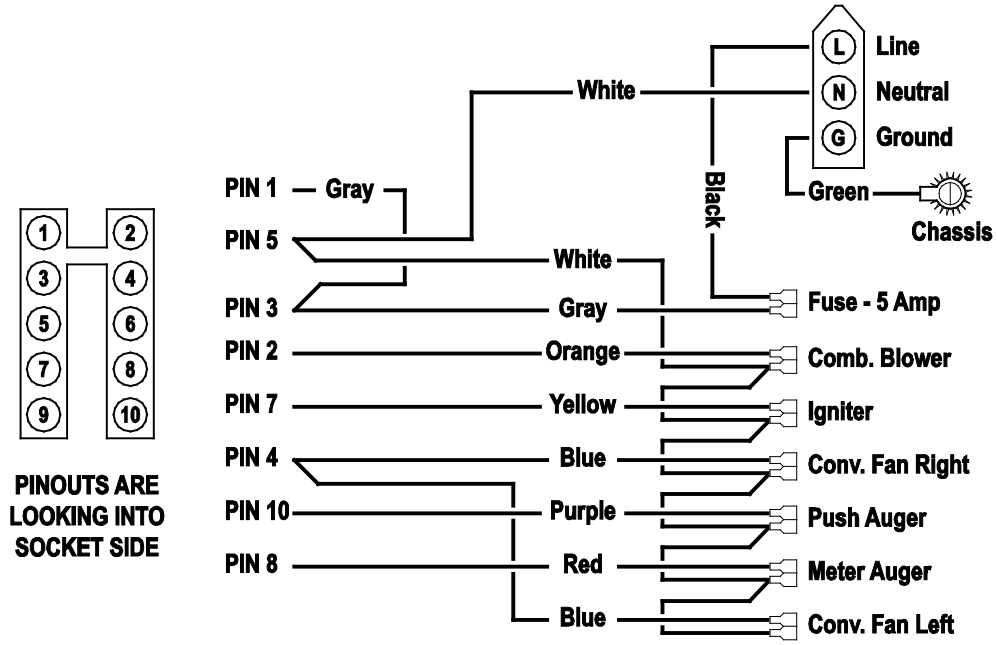 L Line
White N Neutral
G Ground
PIN 1 Gray Black Green
Chassis
1 2
PIN 5
White
3 4
PIN 3 Gray Fuse - 5 Amp
5 6
PIN 2 Orange Comb. Blower
7 8
PIN 7 Yellow Igniter
9 10
PIN 4 Blue Conv. Fan Right
PINOUTS ARE
LOOKING INTO
SOCKET SIDE
PIN 10 Purple Push Auger
PIN 8 Red Meter Auger
Blue Conv. Fan Left